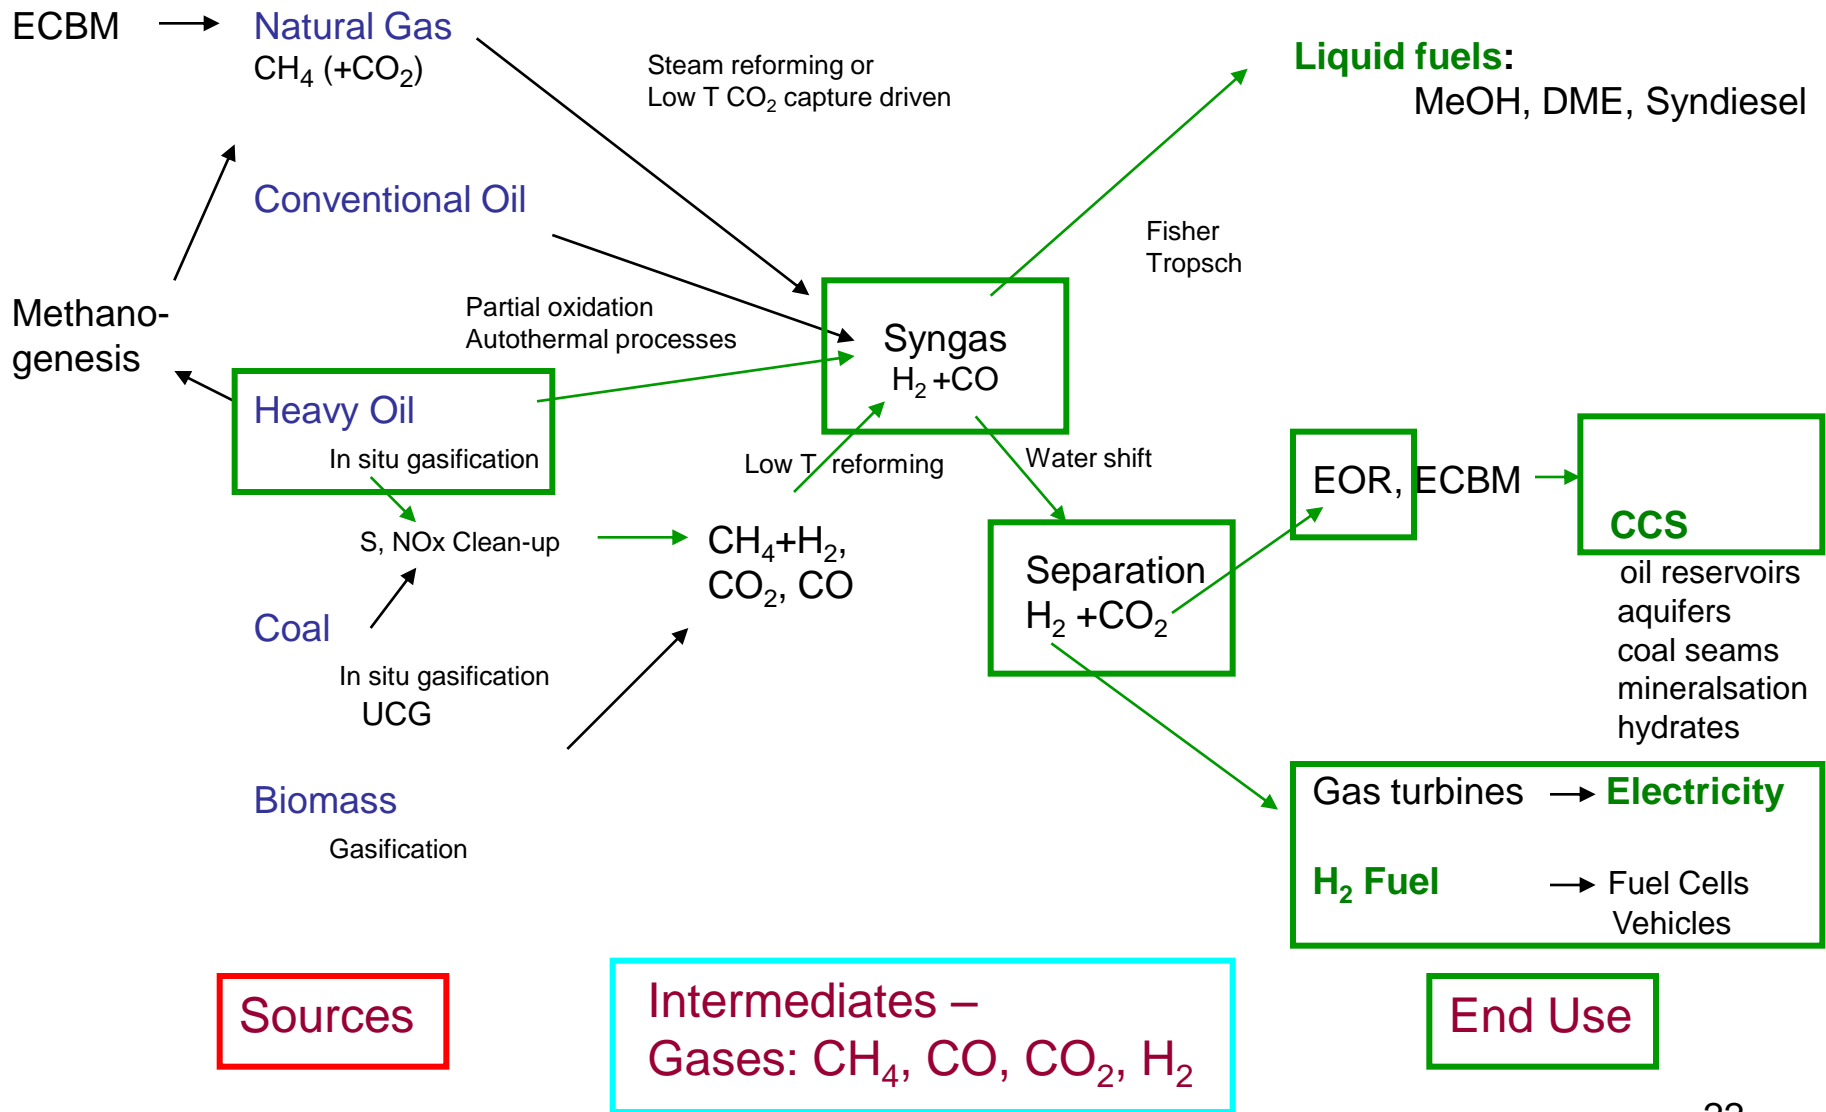 ECBM
Natural Gas
CH₄ (+CO₂)
Steam reforming or
Low T CO₂ capture driven
Liquid fuels:
MeOH, DME, Syndiesel
Conventional Oil
Fisher
Tropsch
Methano-
genesis
Partial oxidation
Autothermal processes
Syngas
H₂ +CO
Heavy Oil
In situ gasification
Low T reforming
Water shift
EOR, ECBM
CCS
oil reservoirs
aquifers
coal seams
mineralsation
hydrates
S, NOx Clean-up
CH₄+H₂,
CO₂, CO
Separation
H₂ +CO₂
Coal
In situ gasification
UCG
Biomass
Gasification
Gas turbines
Electricity
H₂ Fuel
Fuel Cells
Vehicles
Sources
Intermediates –
Gases: CH₄, CO, CO₂, H₂
End Use